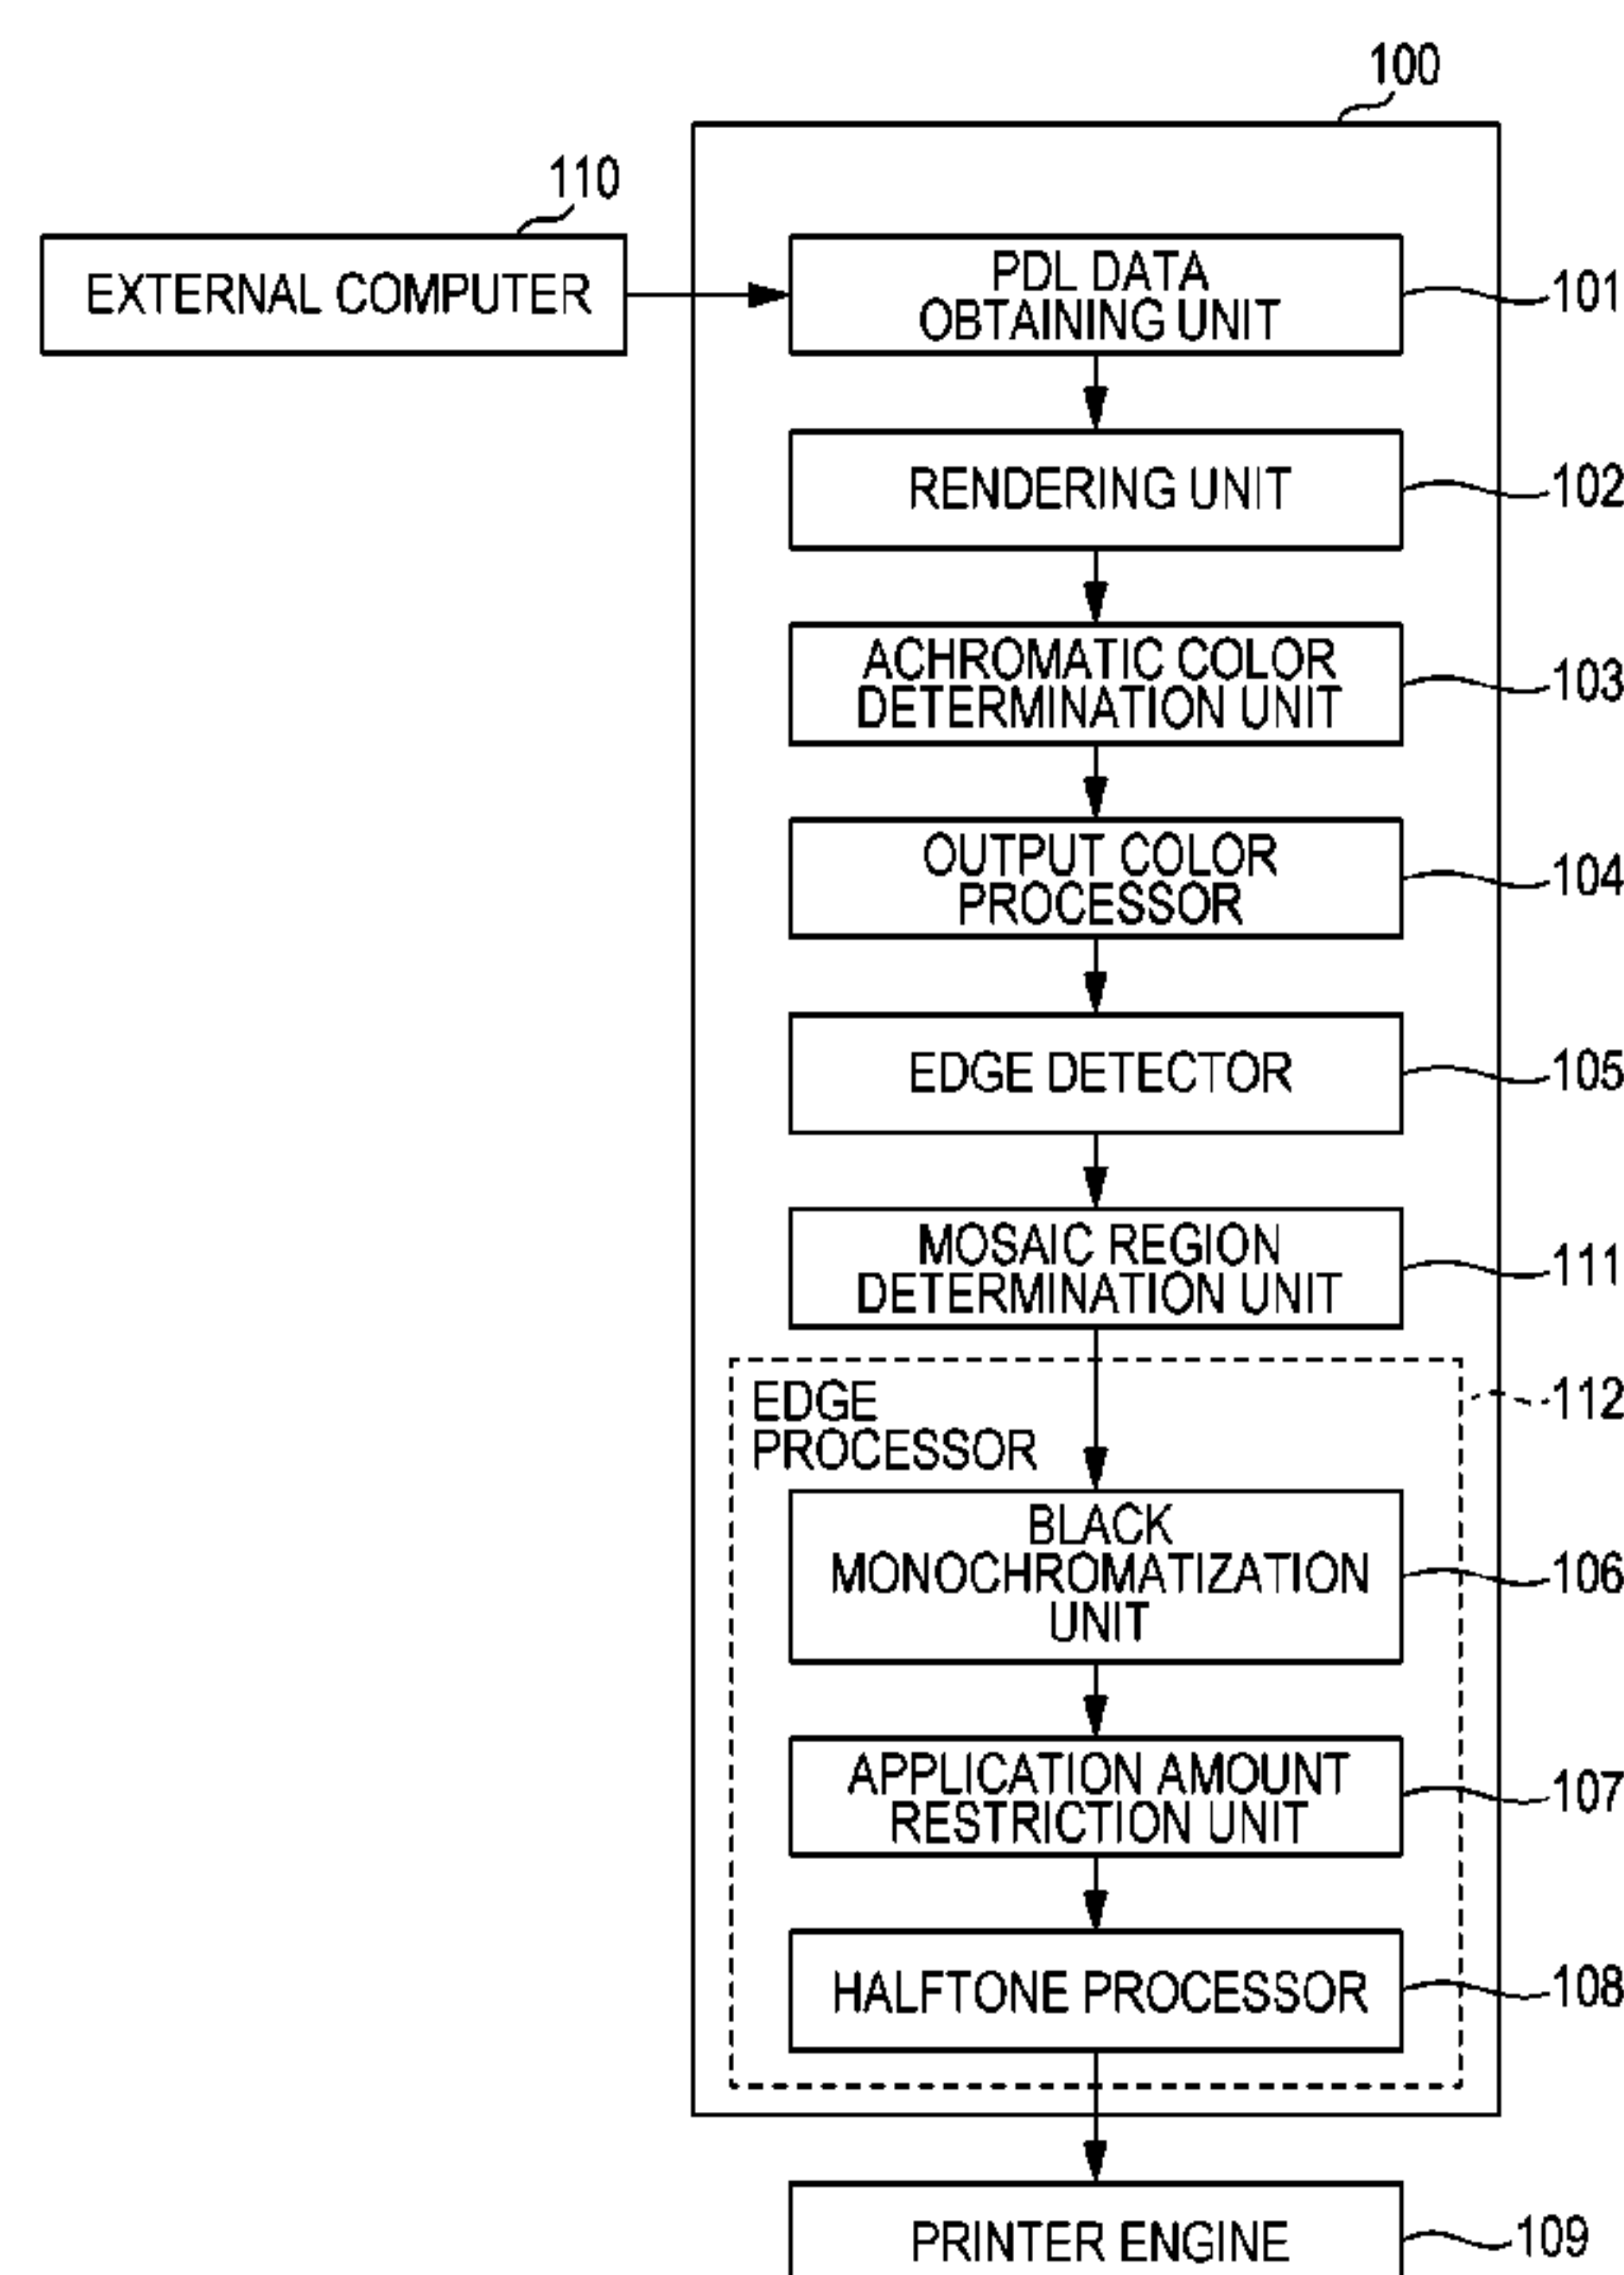 100
110
EXTERNAL COMPUTER
PDL DATA
OBTAINING UNIT
101
RENDERING UNIT
102
ACHROMATIC COLOR
DETERMINATION UNIT
103
OUTPUT COLOR
PROCESSOR
104
EDGE DETECTOR
105
MOSAIC REGION
DETERMINATION UNIT
111
EDGE
PROCESSOR
112
BLACK
MONOCHROMATIZATION
UNIT
106
APPLICATION AMOUNT
RESTRICTION UNIT
107
HALFTONE PROCESSOR
108
PRINTER ENGINE
109